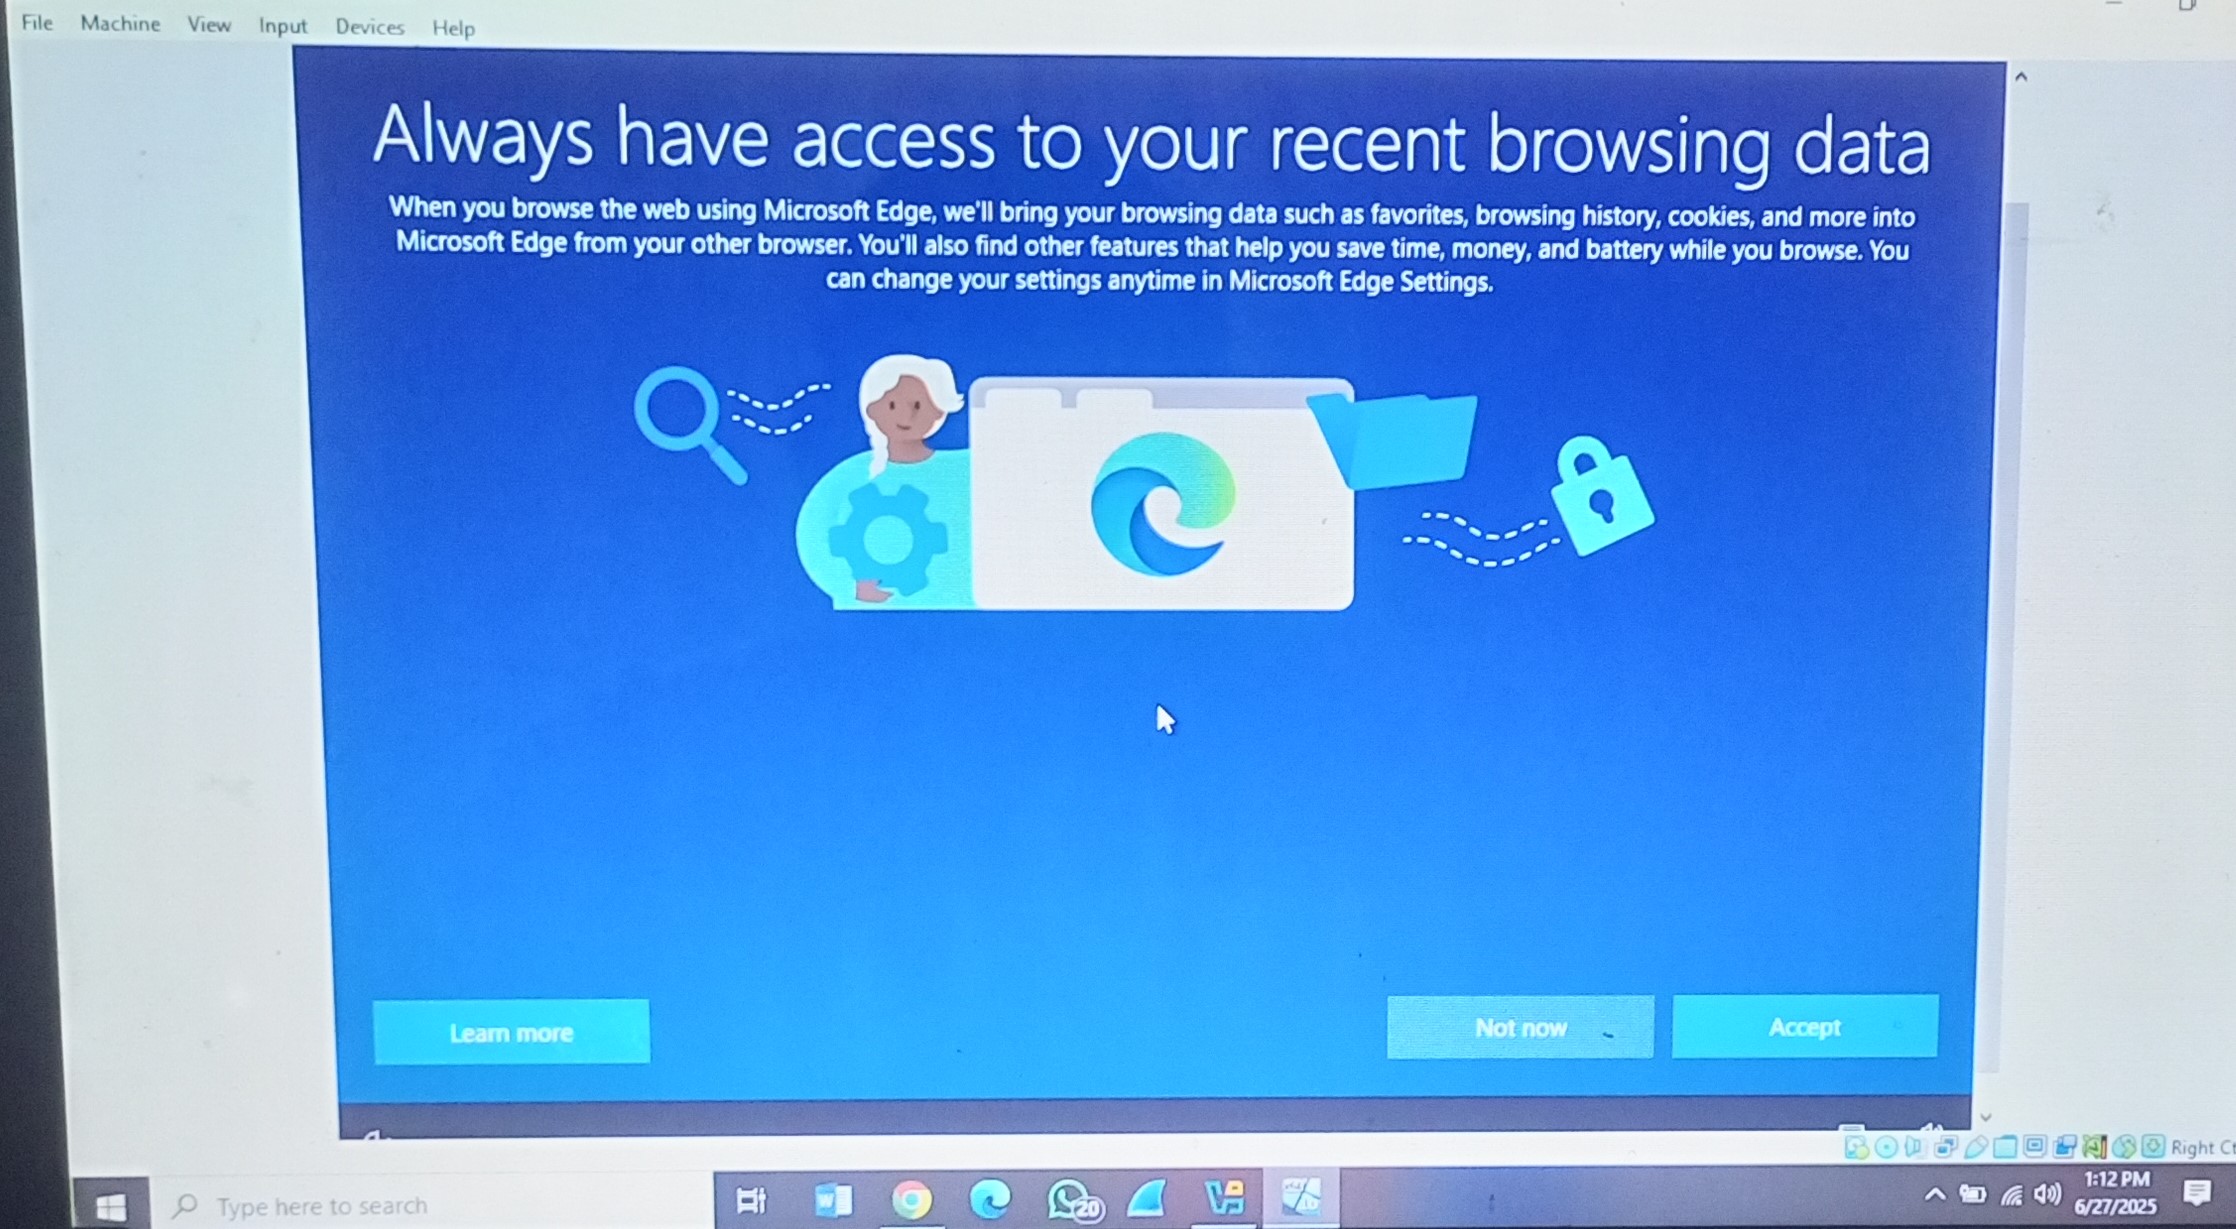 File Machine View Input Devices Help
Always have access to your recent browsing data
When you browse the web using Microsoft Edge, we'll bring your browsing data such as favorites, browsing history, cookies, and more into
Microsoft Edge from your other browser. You'll also find other features that help you save time, money, and battery while you browse. You
can change your settings anytime in Microsoft Edge Settings.
Learn more
Not now
Accept
Right Ct
Type here to search
20
1:12 PM
6/27/2025